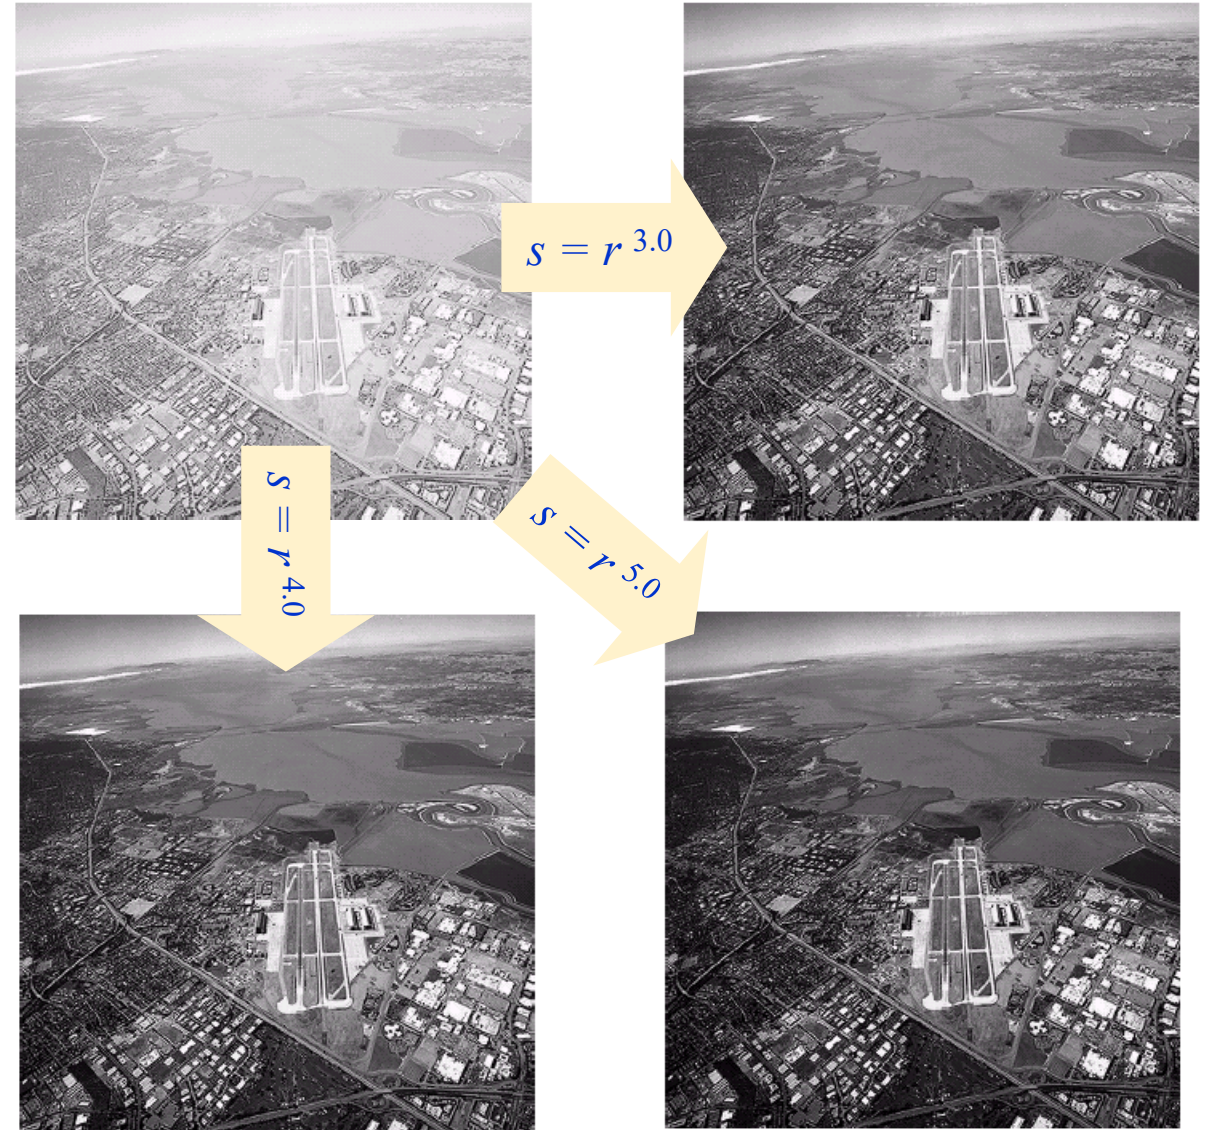 s = r 3.0
s = r 4.0
s = r 5.0